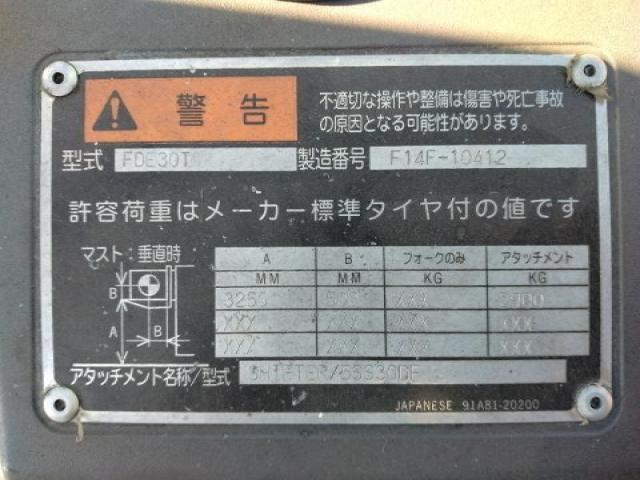 警告
不適切な操作や整備は傷害や死亡事故
の原因となる可能性があります。
型式 FDE30T 製造番号 F14F-10412
許容荷重はメーカー標準タイヤ付の値です
マスト:垂直時
A B フォークのみ アタッチメント
MM MM KG KG
XXX
XXX XXX XXX XXX
XXX XXX XXX XXX
B
A
B
アタッチメント名称/型式
JAPANESE 91A81-20200